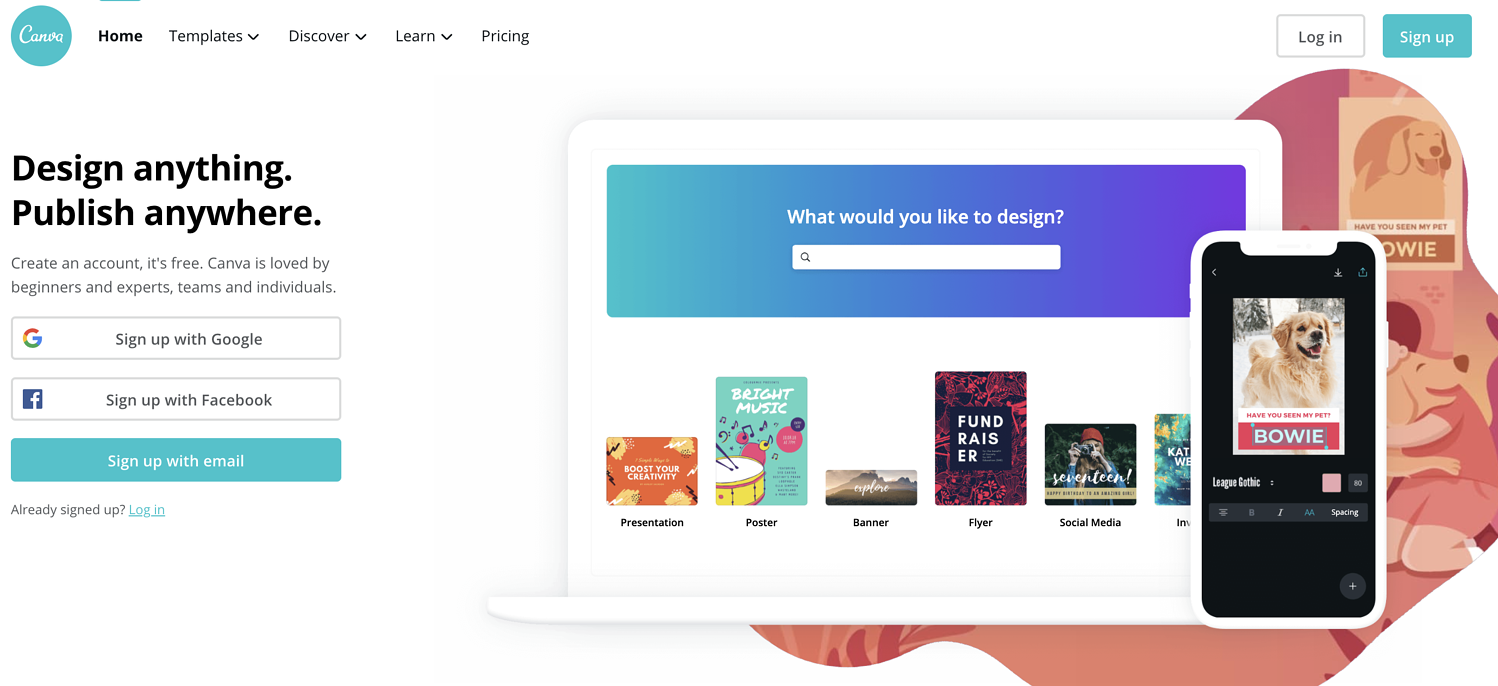 Canva
Home
Templates
Discover
Learn
Pricing
Log in
Sign up
Design anything.
Publish anywhere.
Create an account, it's free. Canva is loved by
beginners and experts, teams and individuals.
Sign up with Google
Sign up with Facebook
Sign up with email
Already signed up? Log in
What would you like to design?
BOOST YOUR
CREATIVITY
Presentation
BRIGHT
MUSIC
Poster
explore
Banner
FUND
RAIS
ER
Flyer
seventeen!
HAPPY BIRTHDAY TO AN AMAZING GIRL!
Social Media
KAT
WE
Inv
HAVE YOU SEEN MY PET
OWIE
HAVE YOU SEEN MY PET?
BOWIE
League Gothic
80
B
I
AA
Spacing